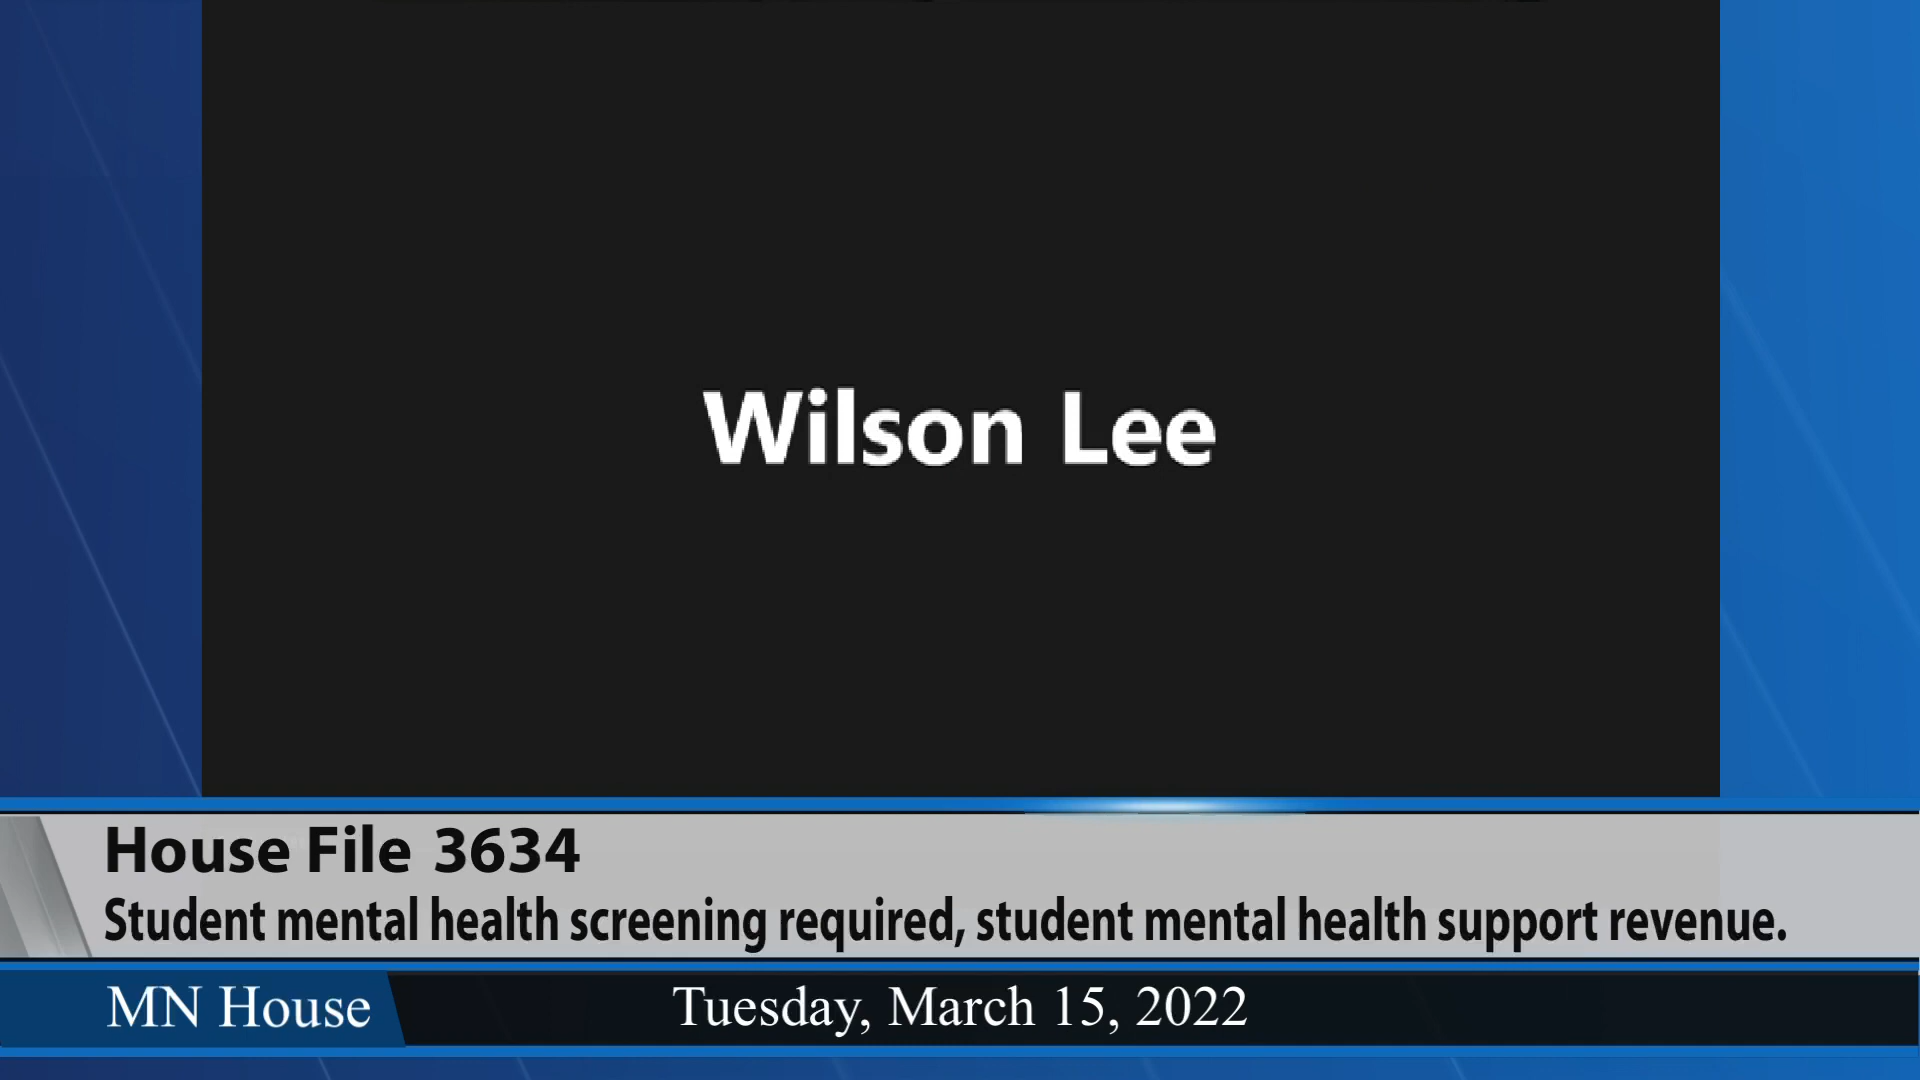 Wilson Lee
House File 3634
Student mental health screening required, student mental health support revenue.
MN House
Tuesday, March 15, 2022